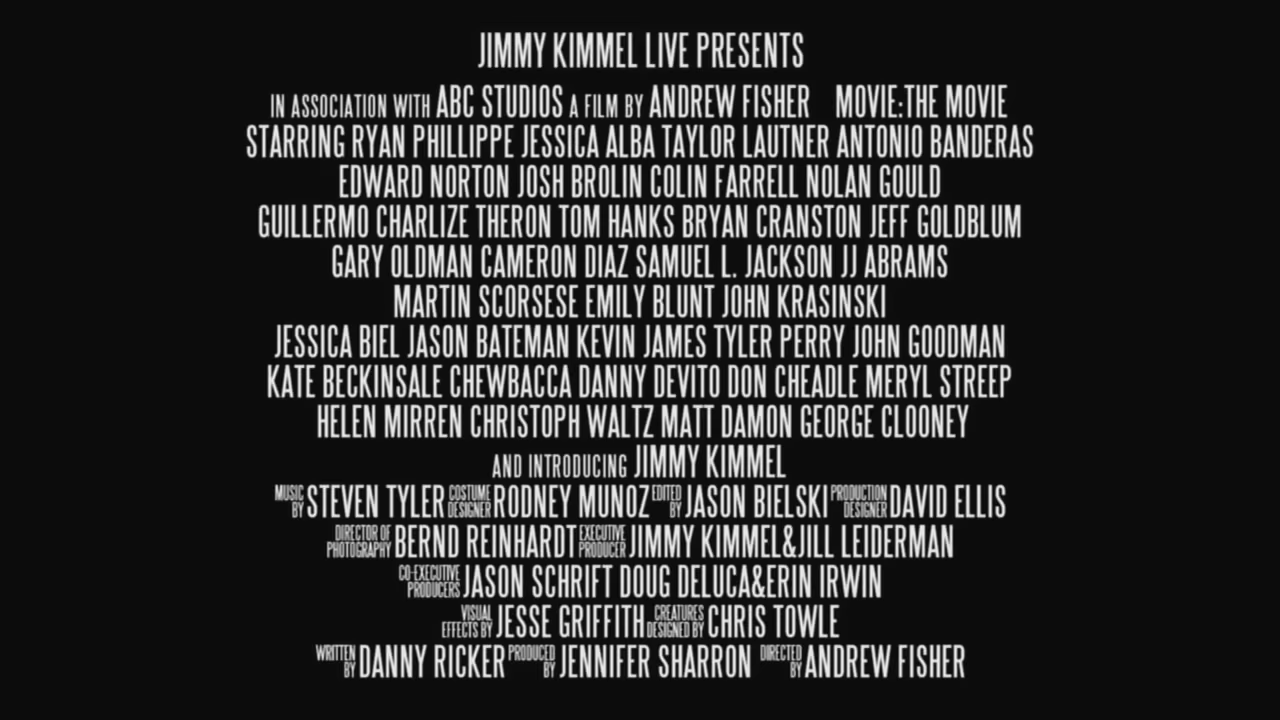 JIMMY KIMMEL LIVE PRESENTS
IN ASSOCIATION WITH ABC STUDIOS A FILM BY ANDREW FISHER MOVIE:THE MOVIE
STARRING RYAN PHILLIPPE JESSICA ALBA TAYLOR LAUTNER ANTONIO BANDERAS
EDWARD NORTON JOSH BROLIN COLIN FARRELL NOLAN GOULD
GUILLERMO CHARLIZE THERON TOM HANKS BRYAN CRANSTON JEFF GOLDBLUM
GARY OLDMAN CAMERON DIAZ SAMUEL L. JACKSON JJ ABRAMS
MARTIN SCORSESE EMILY BLUNT JOHN KRASINSKI
JESSICA BIEL JASON BATEMAN KEVIN JAMES TYLER PERRY JOHN GOODMAN
KATE BECKINSALE CHEWBACCA DANNY DEVITO DON CHEADLE MERYL STREEP
HELEN MIRREN CHRISTOPH WALTZ MATT DAMON GEORGE CLOONEY
AND INTRODUCING JIMMY KIMMEL
MUSIC BY STEVEN TYLER COSTUME DESIGNER RODNEY MUNOZ EDITED BY JASON BIELSKI PRODUCTION DESIGNER DAVID ELLIS
DIRECTOR OF PHOTOGRAPHY BERND REINHARDT EXECUTIVE PRODUCER JIMMY KIMMEL&JILL LEIDERMAN
CO-EXECUTIVE PRODUCERS JASON SCHRIFT DOUG DELUCA&ERIN IRWIN
VISUAL EFFECTS BY JESSE GRIFFITH CREATURES DESIGNED BY CHRIS TOWLE
WRITTEN BY DANNY RICKER PRODUCED BY JENNIFER SHARRON DIRECTED BY ANDREW FISHER